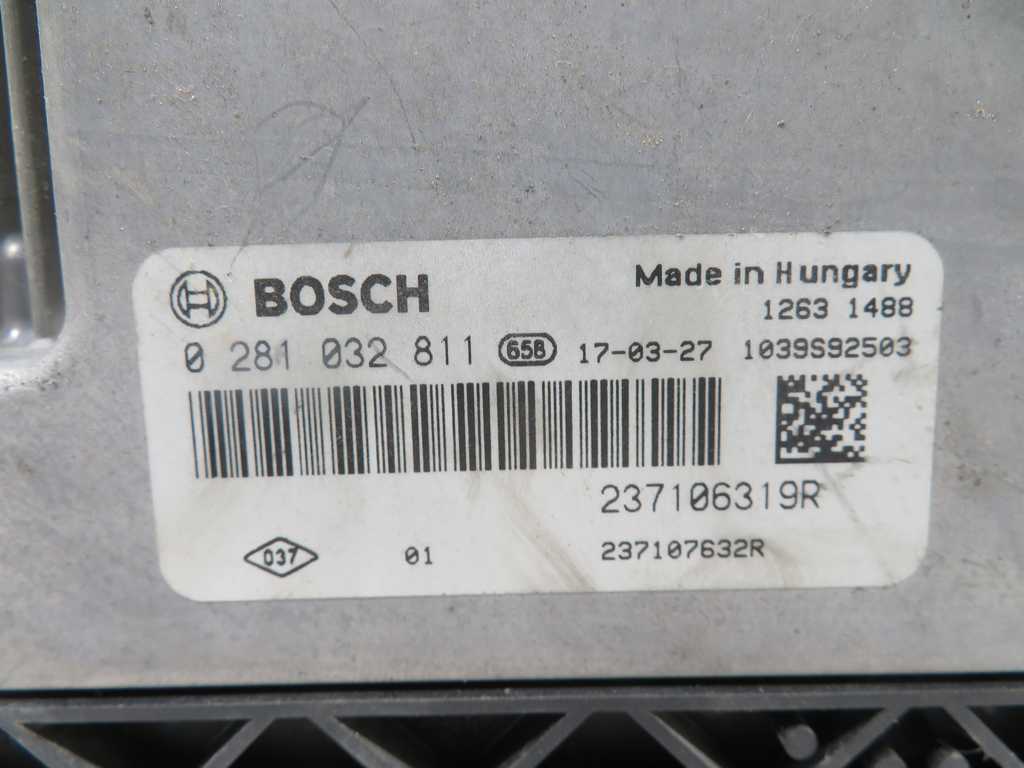 BOSCH
Made in Hungary
1263 1488
0 281 032 811 658 17-03-27 1039S92503
237106319R
037 01 237107632R